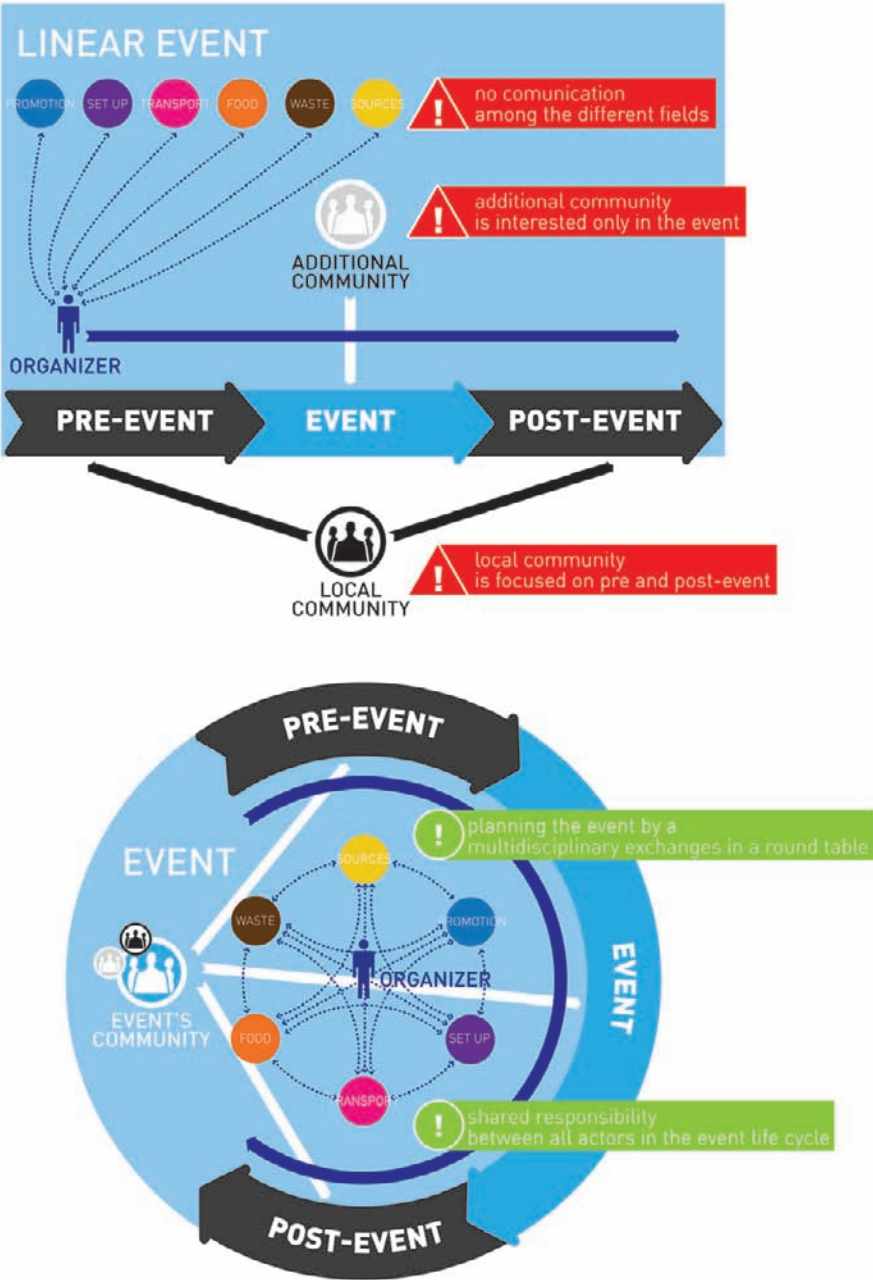 LINEAR EVENT
PROMOTION SET UP TRANSPORT FOOD WASTE SOURCES
! no comunication
among the different fields
! additional community
is interested only in the event
ADDITIONAL
COMMUNITY
ORGANIZER
PRE-EVENT EVENT POST-EVENT
! local community
is focused on pre and post-event
LOCAL
COMMUNITY
PRE-EVENT
! planning the event by a
multidisciplinary exchanges in a round table
EVENT
SOURCES
WASTE
PROMOTION
ORGANIZER
EVENT
EVENT'S
COMMUNITY
FOOD
SET UP
TRANSPORT
! shared responsibility
between all actors in the event life cycle
POST-EVENT